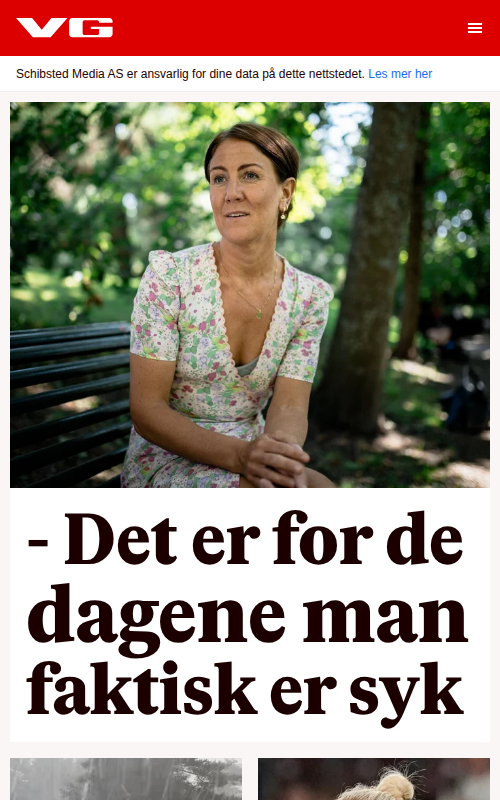 VG
Schibsted Media AS er ansvarlig for dine data på dette nettstedet. Les mer her
- Det er for de
dagene man
faktisk er syk